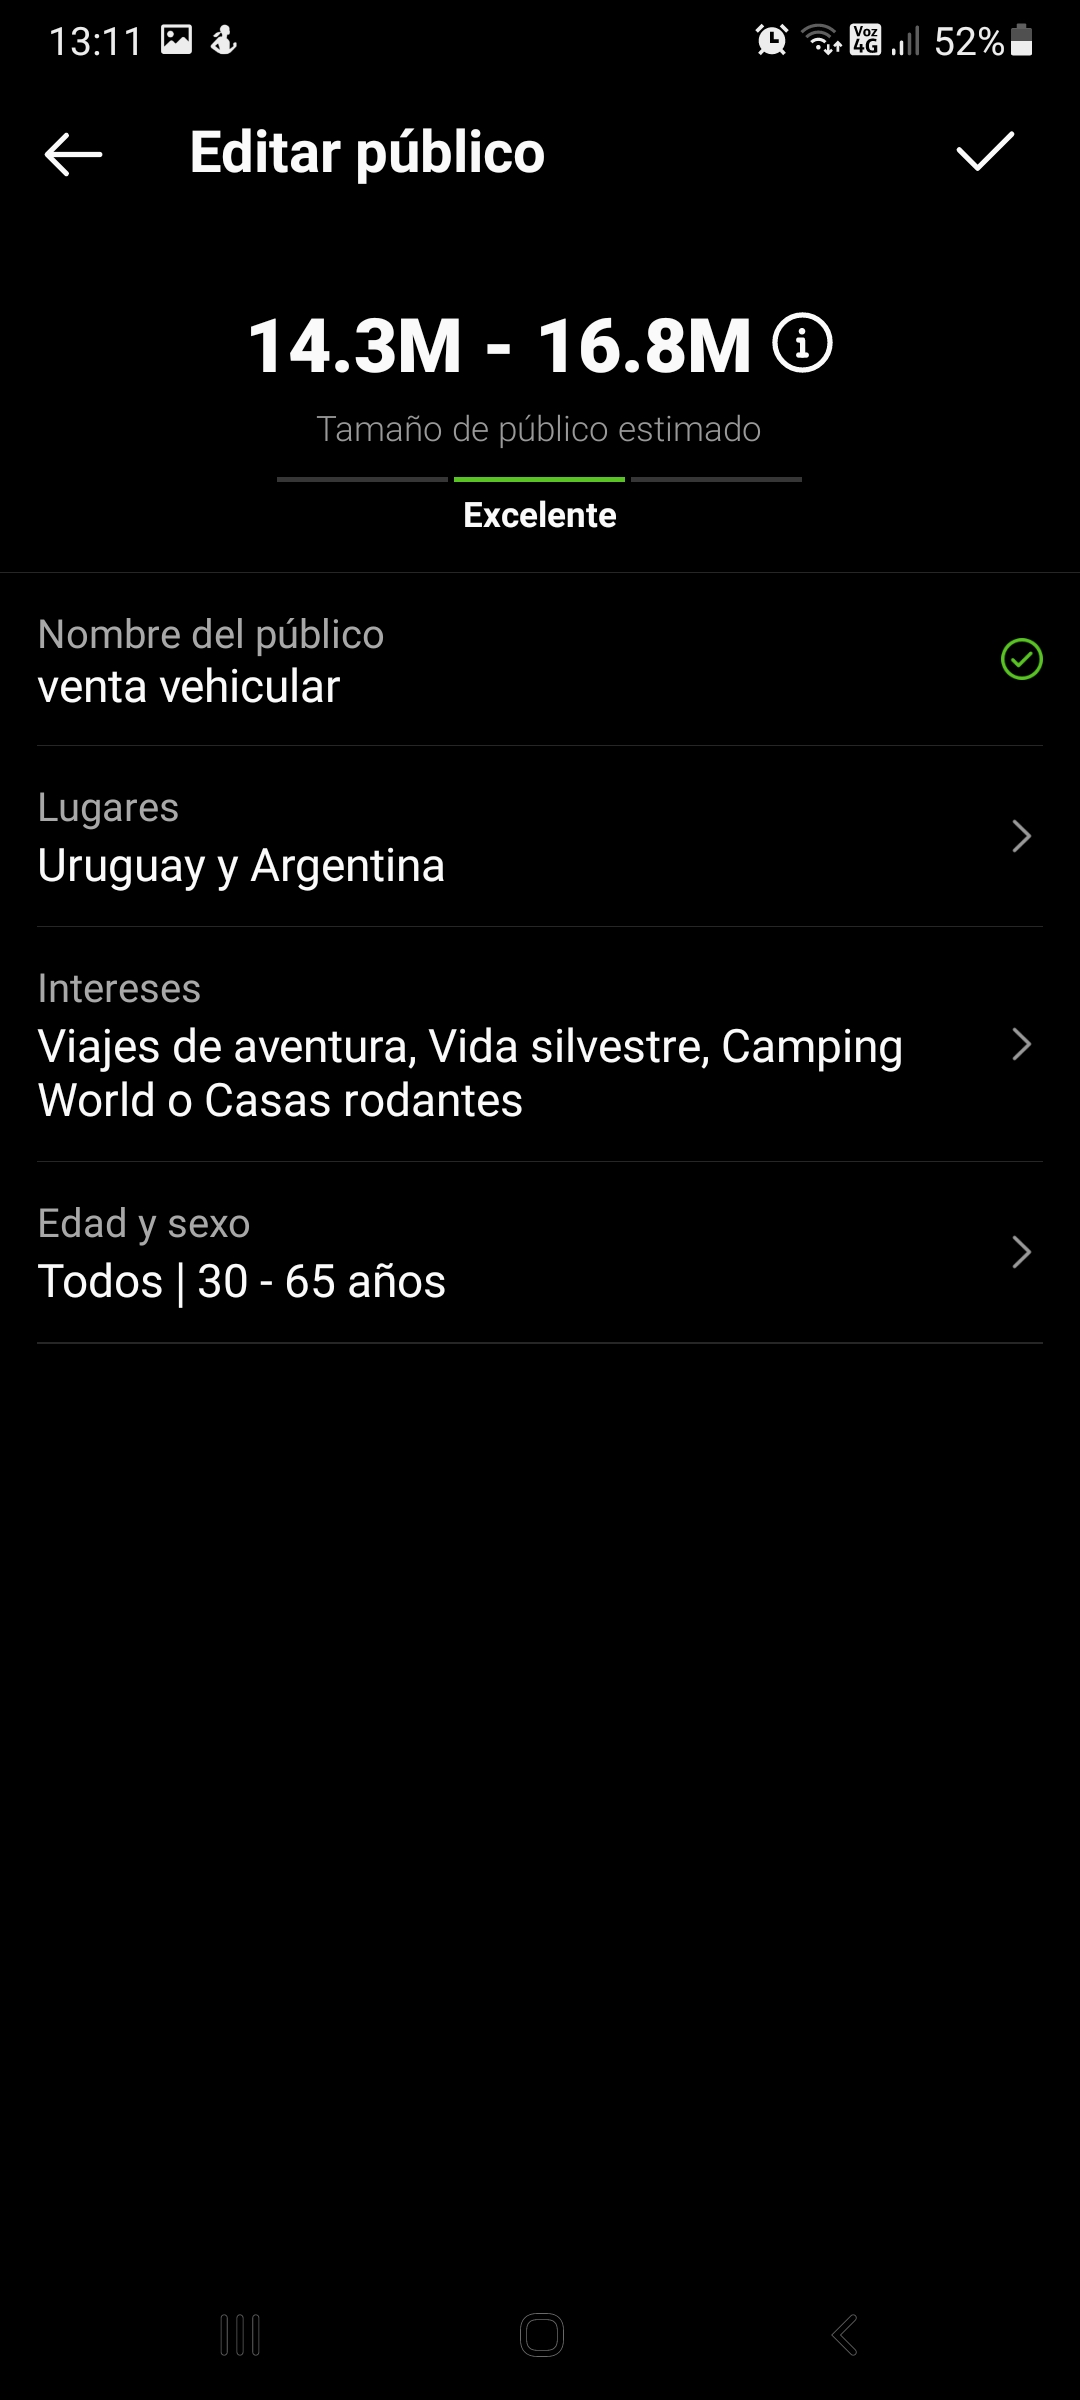 13:11
Voz 4G 52%
Editar público
14.3M - 16.8M
Tamaño de público estimado
Excelente
Nombre del público
venta vehicular
Lugares
Uruguay y Argentina
Intereses
Viajes de aventura, Vida silvestre, Camping
World o Casas rodantes
Edad y sexo
Todos | 30 - 65 años